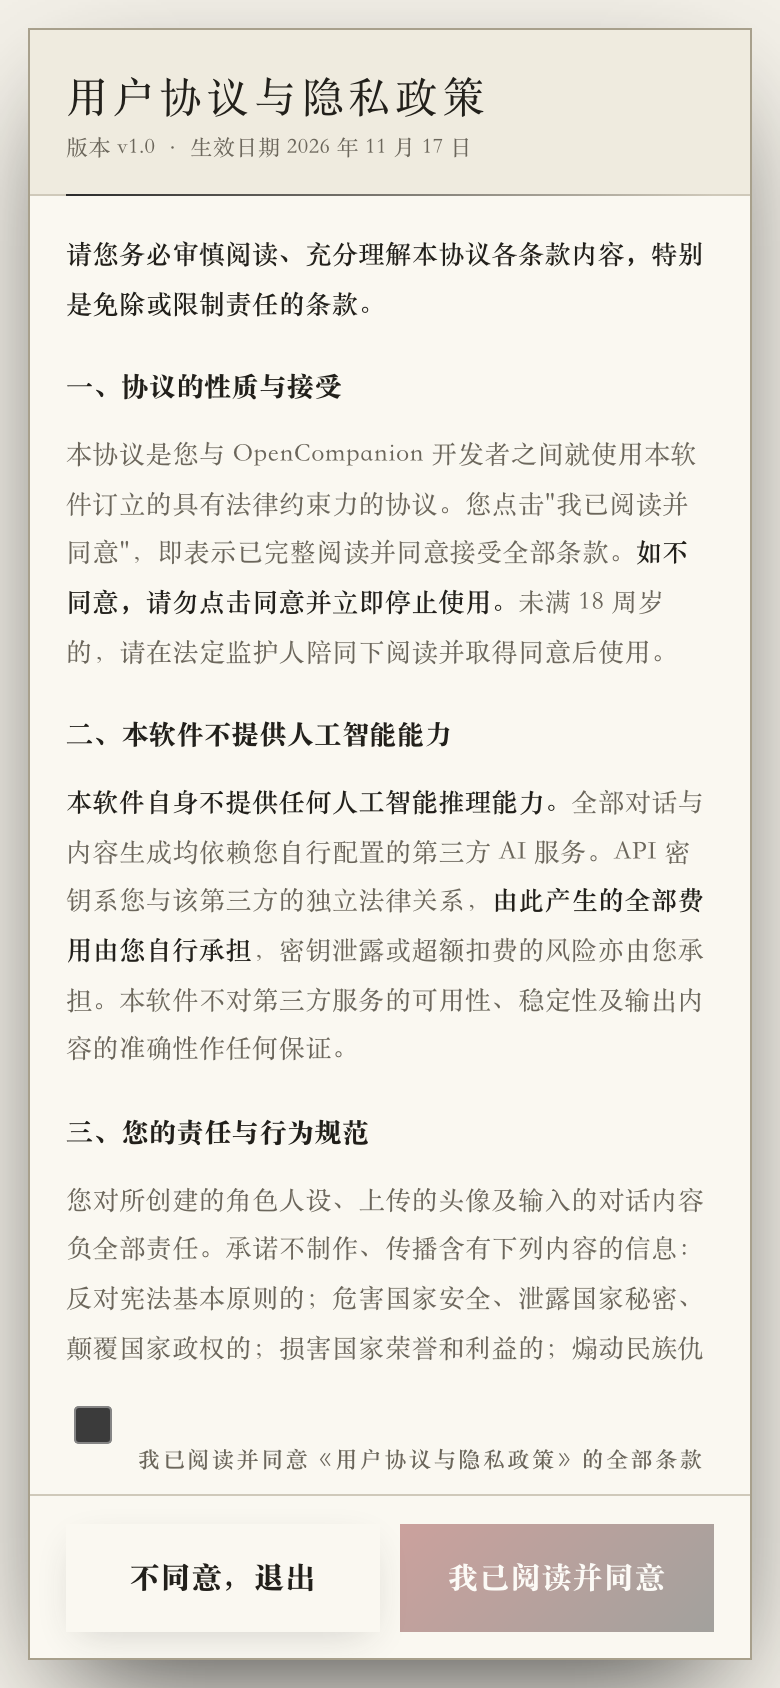 用户协议与隐私政策
版本 v1.0 · 生效日期 2026 年 11 月 17 日
请您务必审慎阅读、充分理解本协议各条款内容，特别
是免除或限制责任的条款。
一、协议的性质与接受
本协议是您与 OpenCompanion 开发者之间就使用本软
件订立的具有法律约束力的协议。您点击"我已阅读并
同意"，即表示已完整阅读并同意接受全部条款。如不
同意，请勿点击同意并立即停止使用。未满 18 周岁
的，请在法定监护人陪同下阅读并取得同意后使用。
二、本软件不提供人工智能能力
本软件自身不提供任何人工智能推理能力。全部对话与
内容生成均依赖您自行配置的第三方 AI 服务。API 密
钥系您与该第三方的独立法律关系，由此产生的全部费
用由您自行承担，密钥泄露或超额扣费的风险亦由您承
担。本软件不对第三方服务的可用性、稳定性及输出内
容的准确性作任何保证。
三、您的责任与行为规范
您对所创建的角色人设、上传的头像及输入的对话内容
负全部责任。承诺不制作、传播含有下列内容的信息：
反对宪法基本原则的；危害国家安全、泄露国家秘密、
颠覆国家政权的；损害国家荣誉和利益的；煽动民族仇
我已阅读并同意《用户协议与隐私政策》的全部条款
不同意，退出
我已阅读并同意